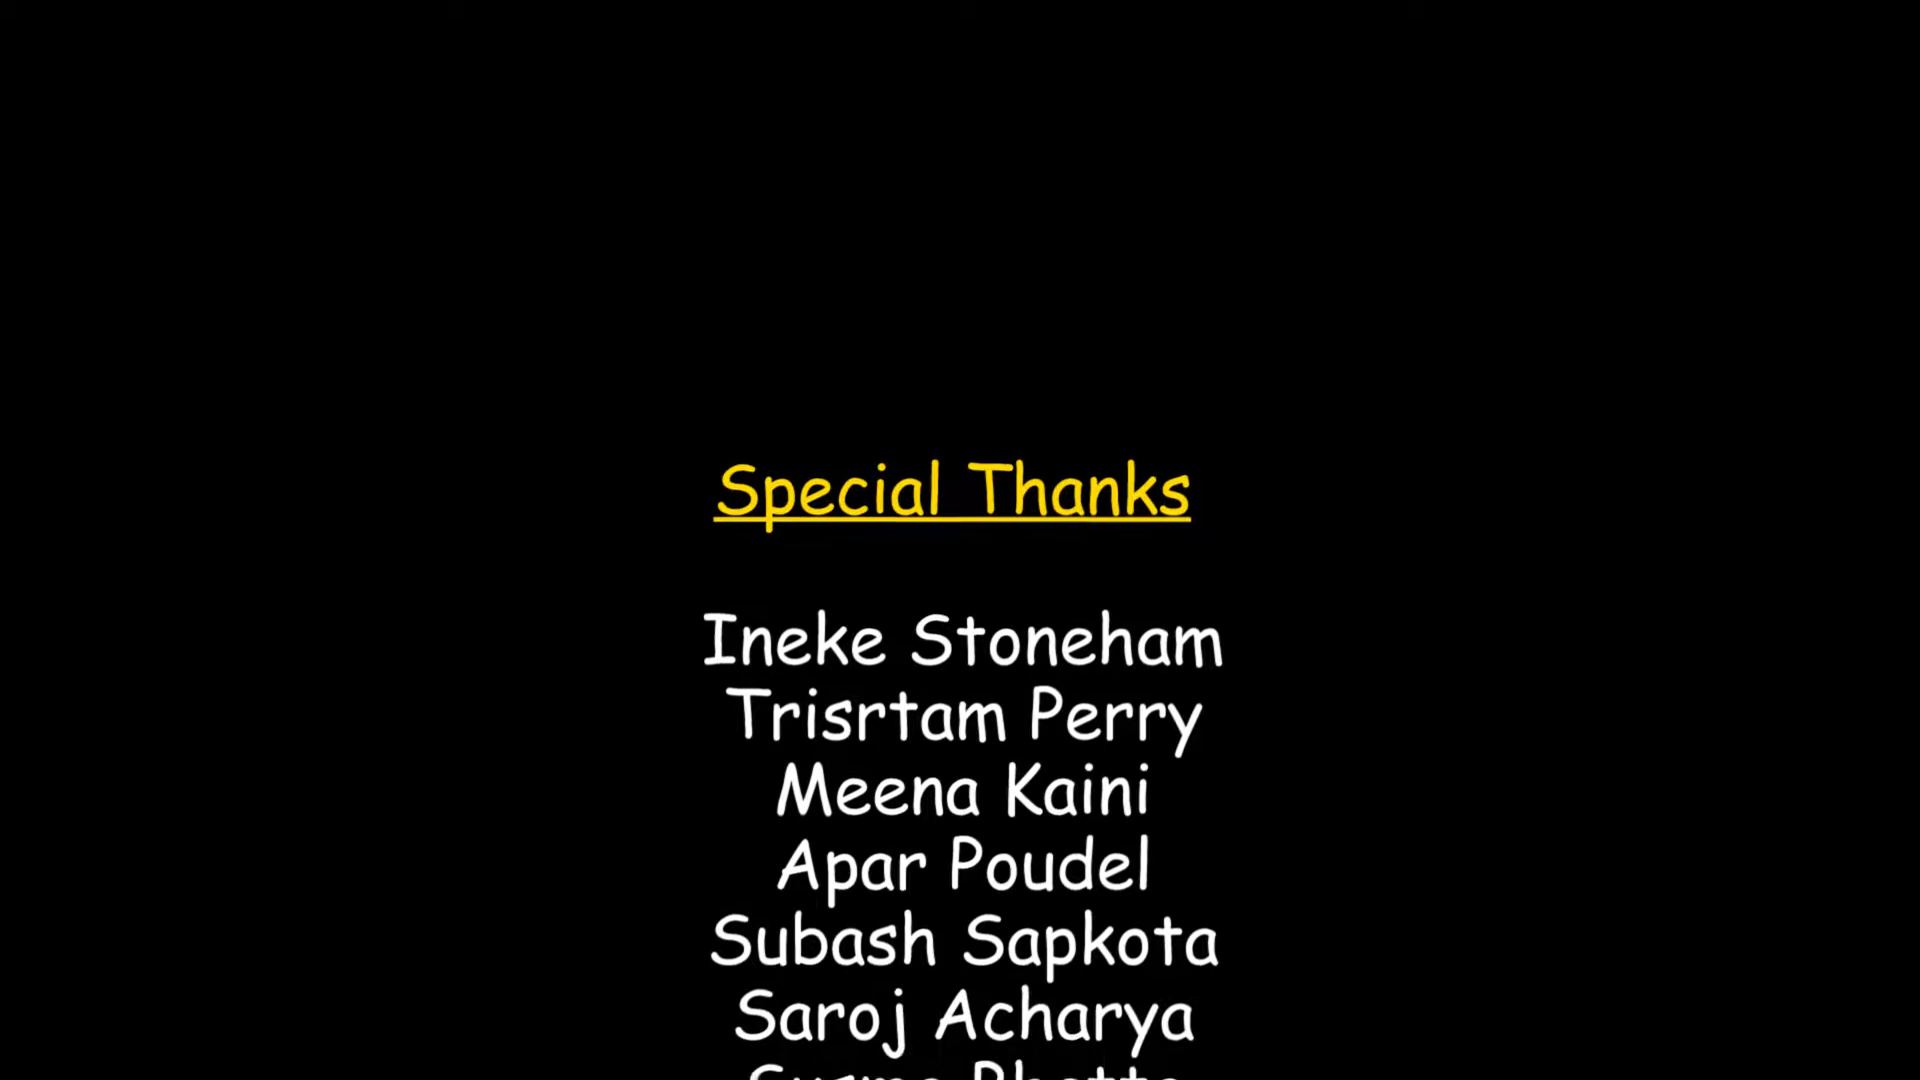 Special Thanks
Ineke Stoneham
Trisrtam Perry
Meena Kaini
Apar Poudel
Subash Sapkota
Saroj Acharya